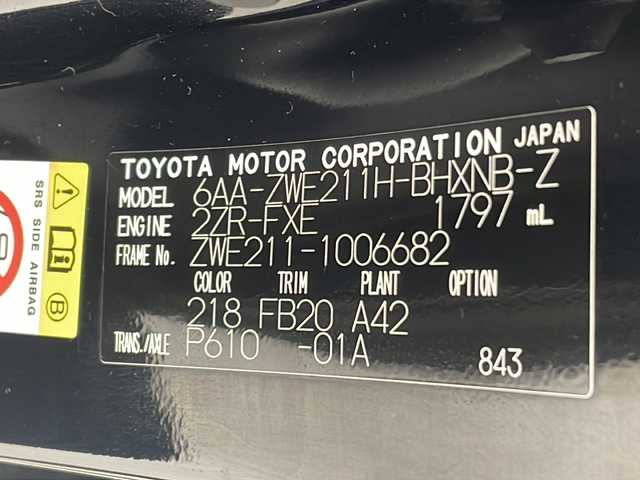 TOYOTA MOTOR CORPORATION JAPAN
MODEL 6AA-ZWE211H-BHXNB-Z
ENGINE 2ZR-FXE 1797 mL
FRAME No. ZWE211-1006682
COLOR TRIM PLANT OPTION
218 FB20 A42
TRANS./AXLE P610 -01A 843
SRS SIDE AIRBAG
B